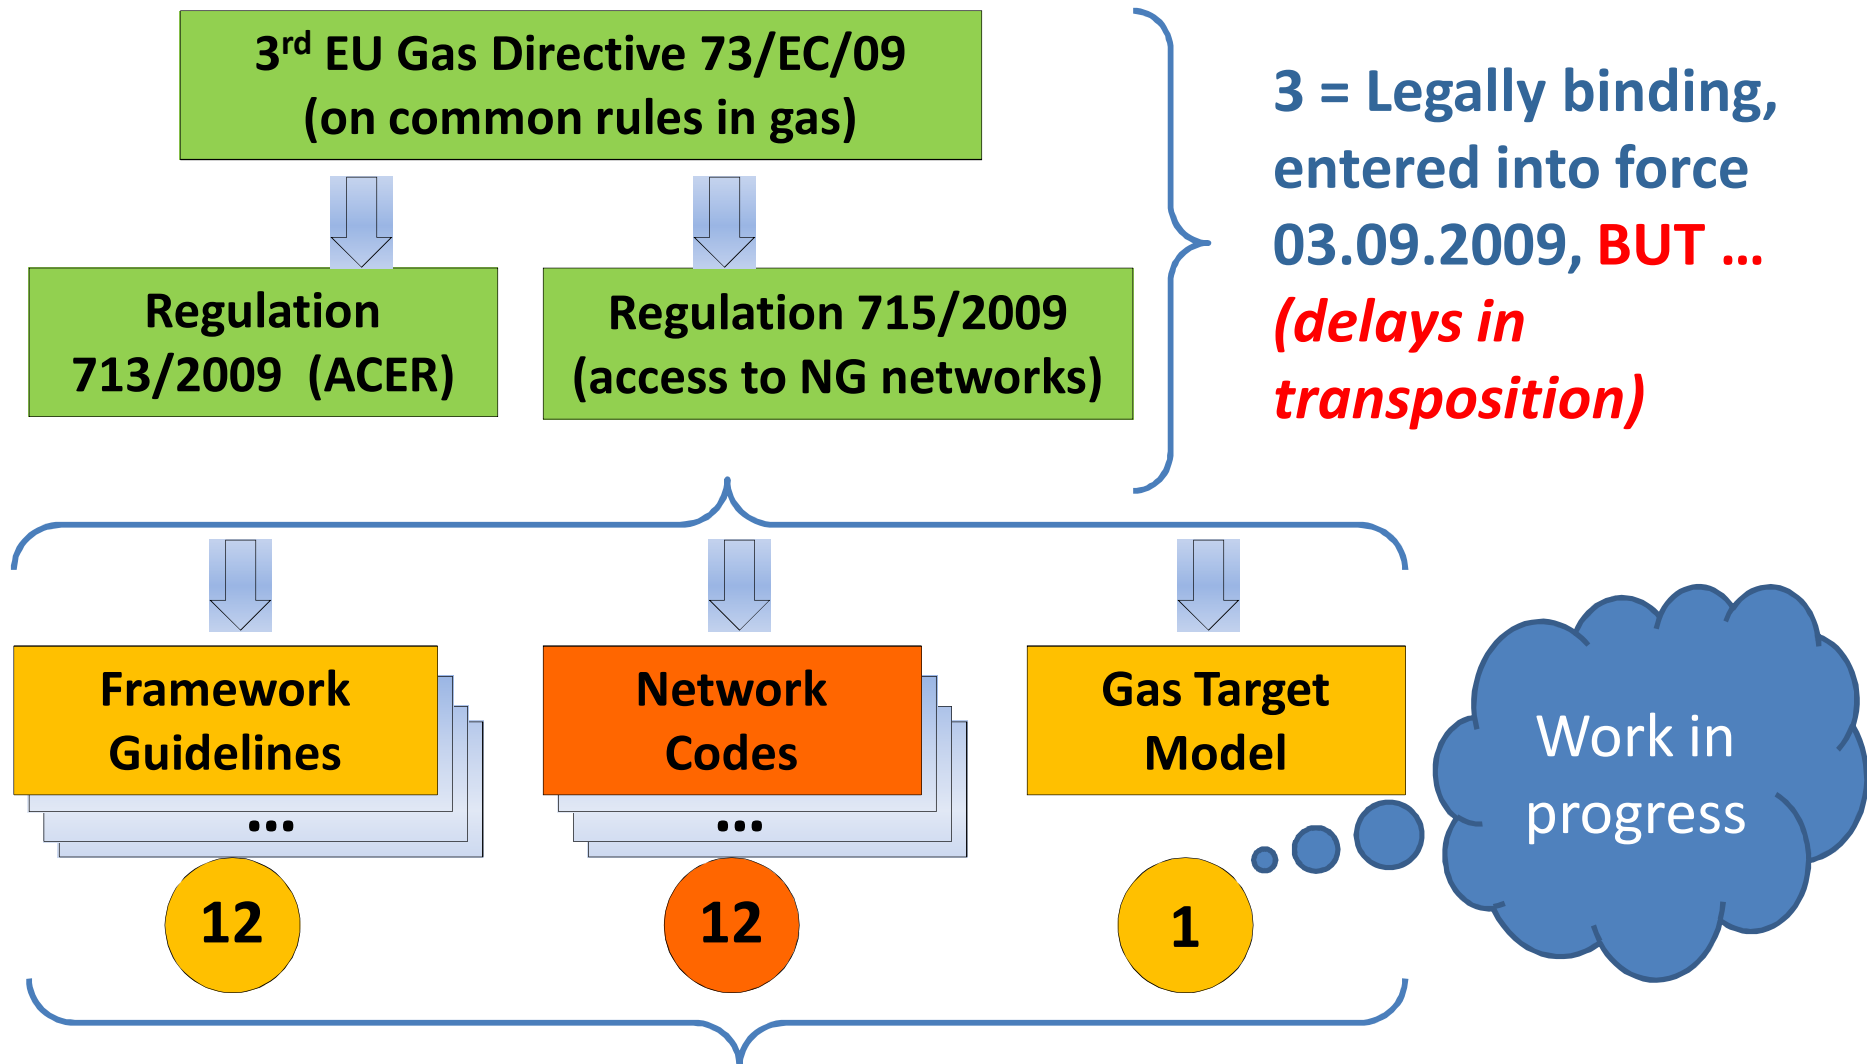 3rd EU Gas Directive 73/EC/09
(on common rules in gas)
3 = Legally binding,
entered into force
03.09.2009, BUT ...
(delays in
transposition)
Regulation
713/2009 (ACER)
Regulation 715/2009
(access to NG networks)
Framework
Guidelines
...
12
Network
Codes
...
12
Gas Target
Model
1
Work in
progress